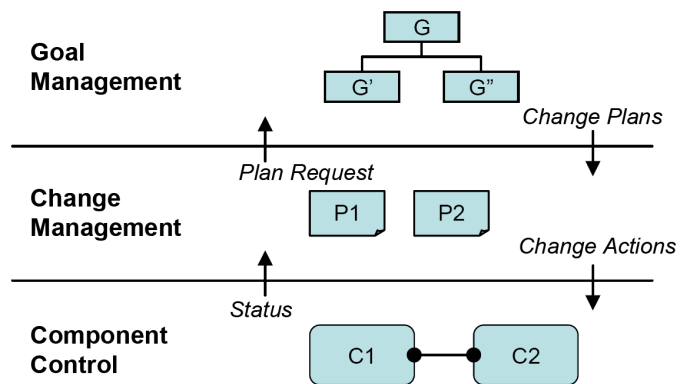 G
Goal
Management
G'
G”
Change Plans
Plan Request
Change
Management
P1
P2
Change Actions
Status
Component
Control
C1
C2